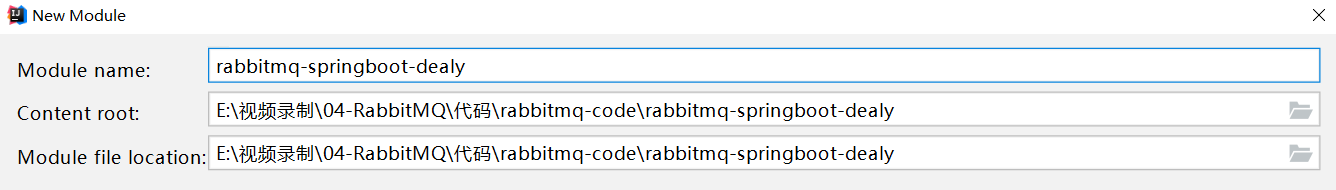 New Module
Module name: rabbitmq-springboot-dealy
Content root: E:\视频录制\04-RabbitMQ\代码\rabbitmq-code\rabbitmq-springboot-dealy
Module file location: E:\视频录制\04-RabbitMQ\代码\rabbitmq-code\rabbitmq-springboot-dealy